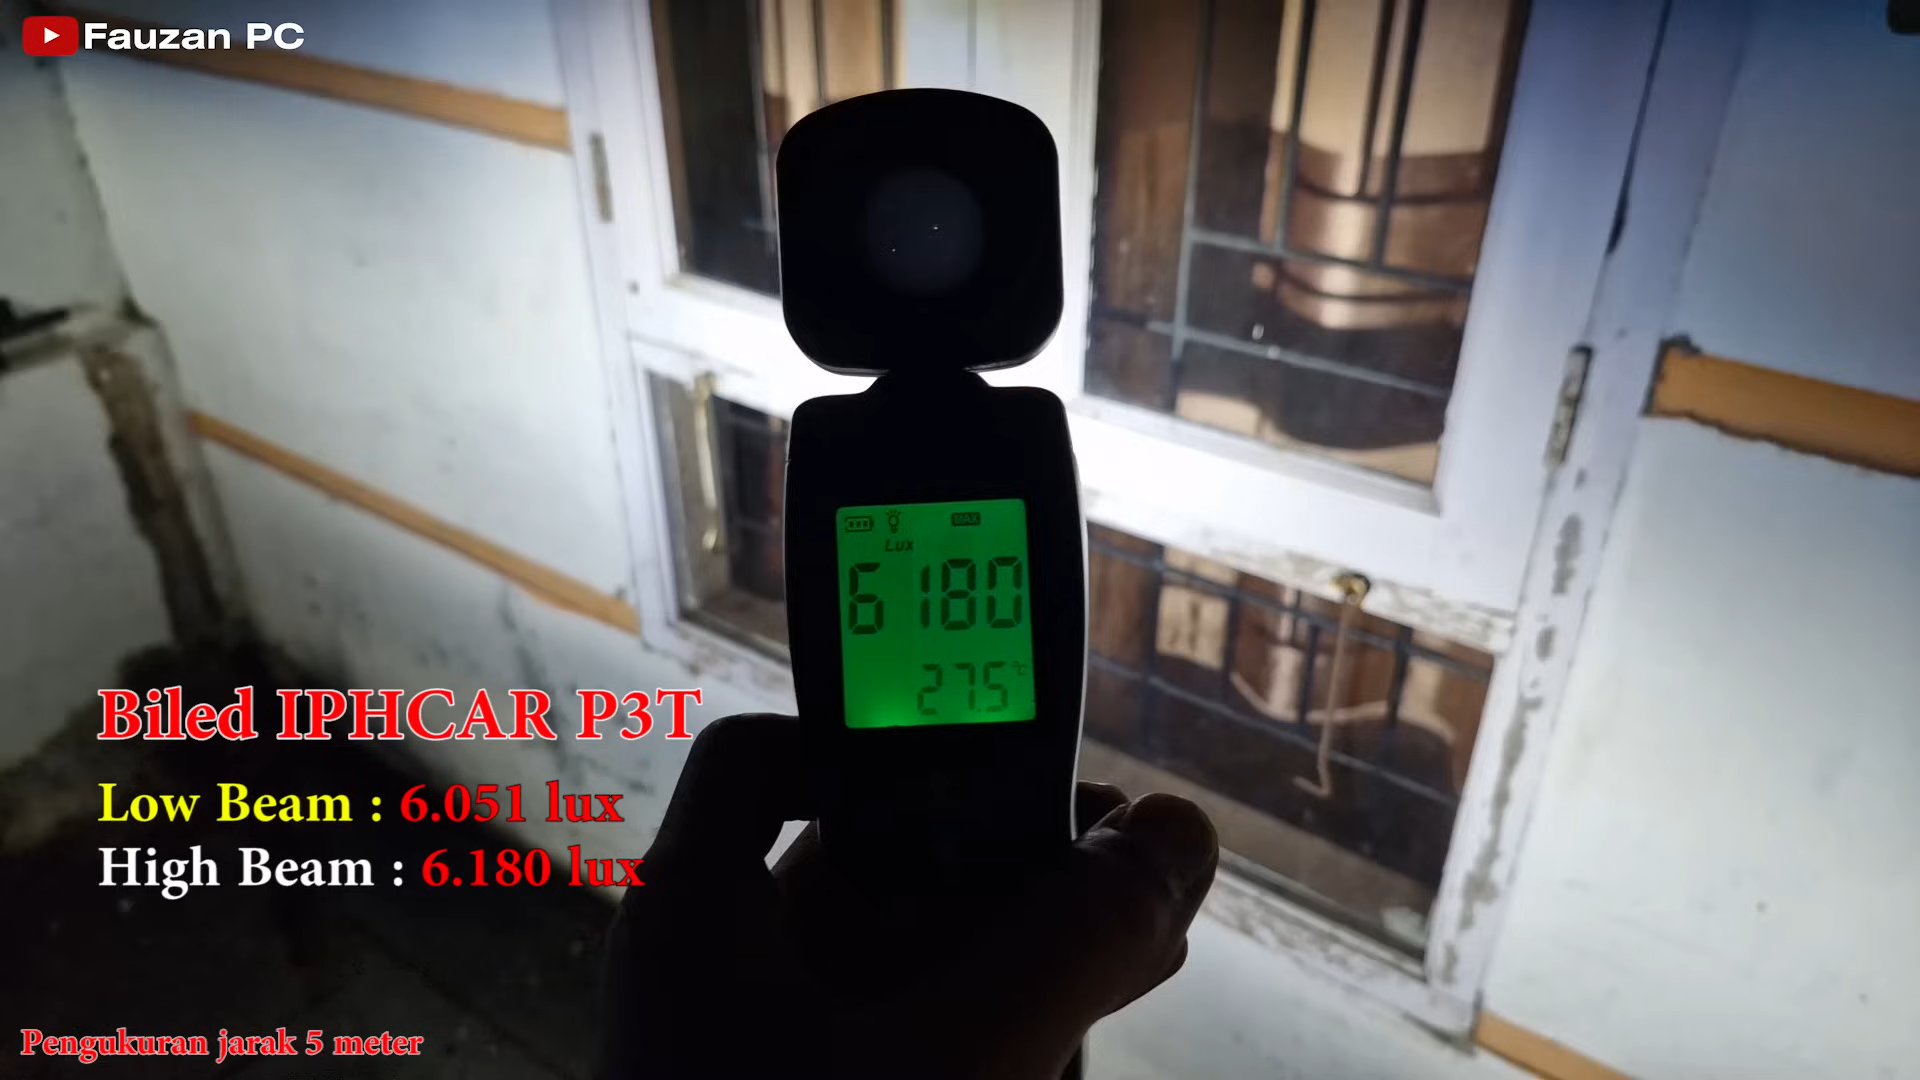 Fauzan PC
MAX
Lux
6180
27.5 °C
Biled IPHCAR P3T
Low Beam : 6.051 lux
High Beam : 6.180 lux
Pengukuran jarak 5 meter